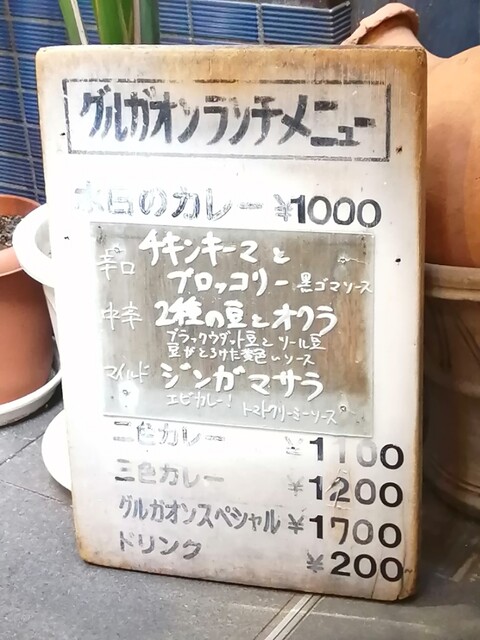 グルガオンランチメニュー
本日のカレー ¥1000
辛口 チキンキーマと
ブロッコリー 黒ゴマソース
中辛 2種の豆とオクラ
ブラックウダット豆と ムール豆
豆がとろけた艶いソース
マイルド ジンガマサラ
エビカレー! トマトクリーミーソース
二色カレー ¥1100
三色カレー ¥1200
グルガオンスペシャル ¥1700
ドリンク ¥200